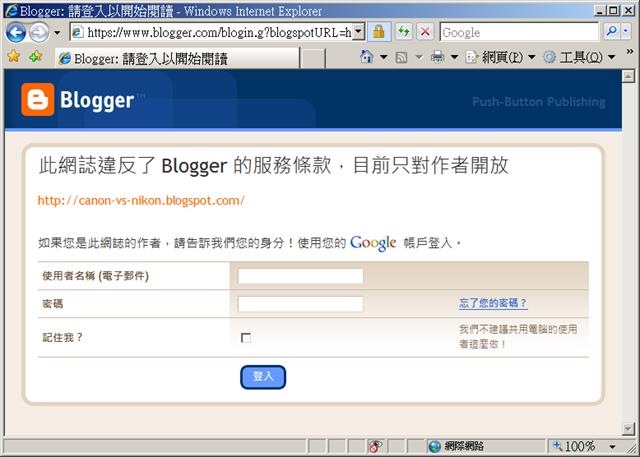 Blogger: 請登入以開始閱讀 - Windows Internet Explorer
https://www.blogger.com/blogin.g?blogspotURL=h
Google
Blogger: 請登入以開始閱讀
網頁(P)
工具(O)
Blogger™
Push-Button Publishing
此網誌違反了 Blogger 的服務條款，目前只對作者開放
http://canon-vs-nikon.blogspot.com/
如果您是此網誌的作者，請告訴我們您的身分！使用您的 Google 帳戶登入。
使用者名稱 (電子郵件)
密碼
忘了您的密碼？
記住我？
我們不建議共用電腦的使用
者這麼做！
登入
網際網路
100%